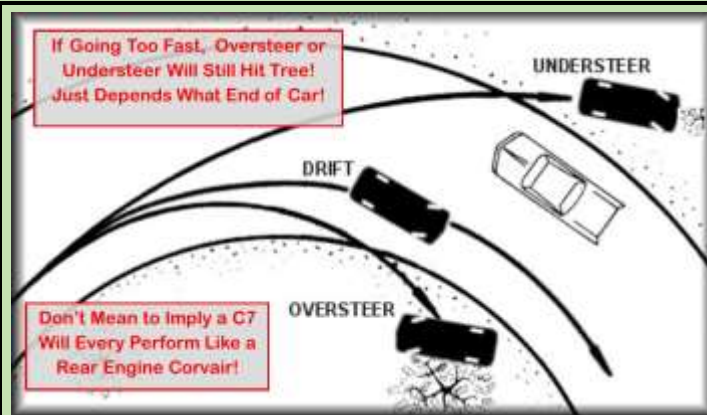 If Going Too Fast, Oversteer or
Understeer Will Still Hit Tree!
Just Depends What End of Car!
UNDERSTEER
DRIFT
OVERSTEER
Don't Mean to Imply a C7
Will Every Perform Like a
Rear Engine Corvair!